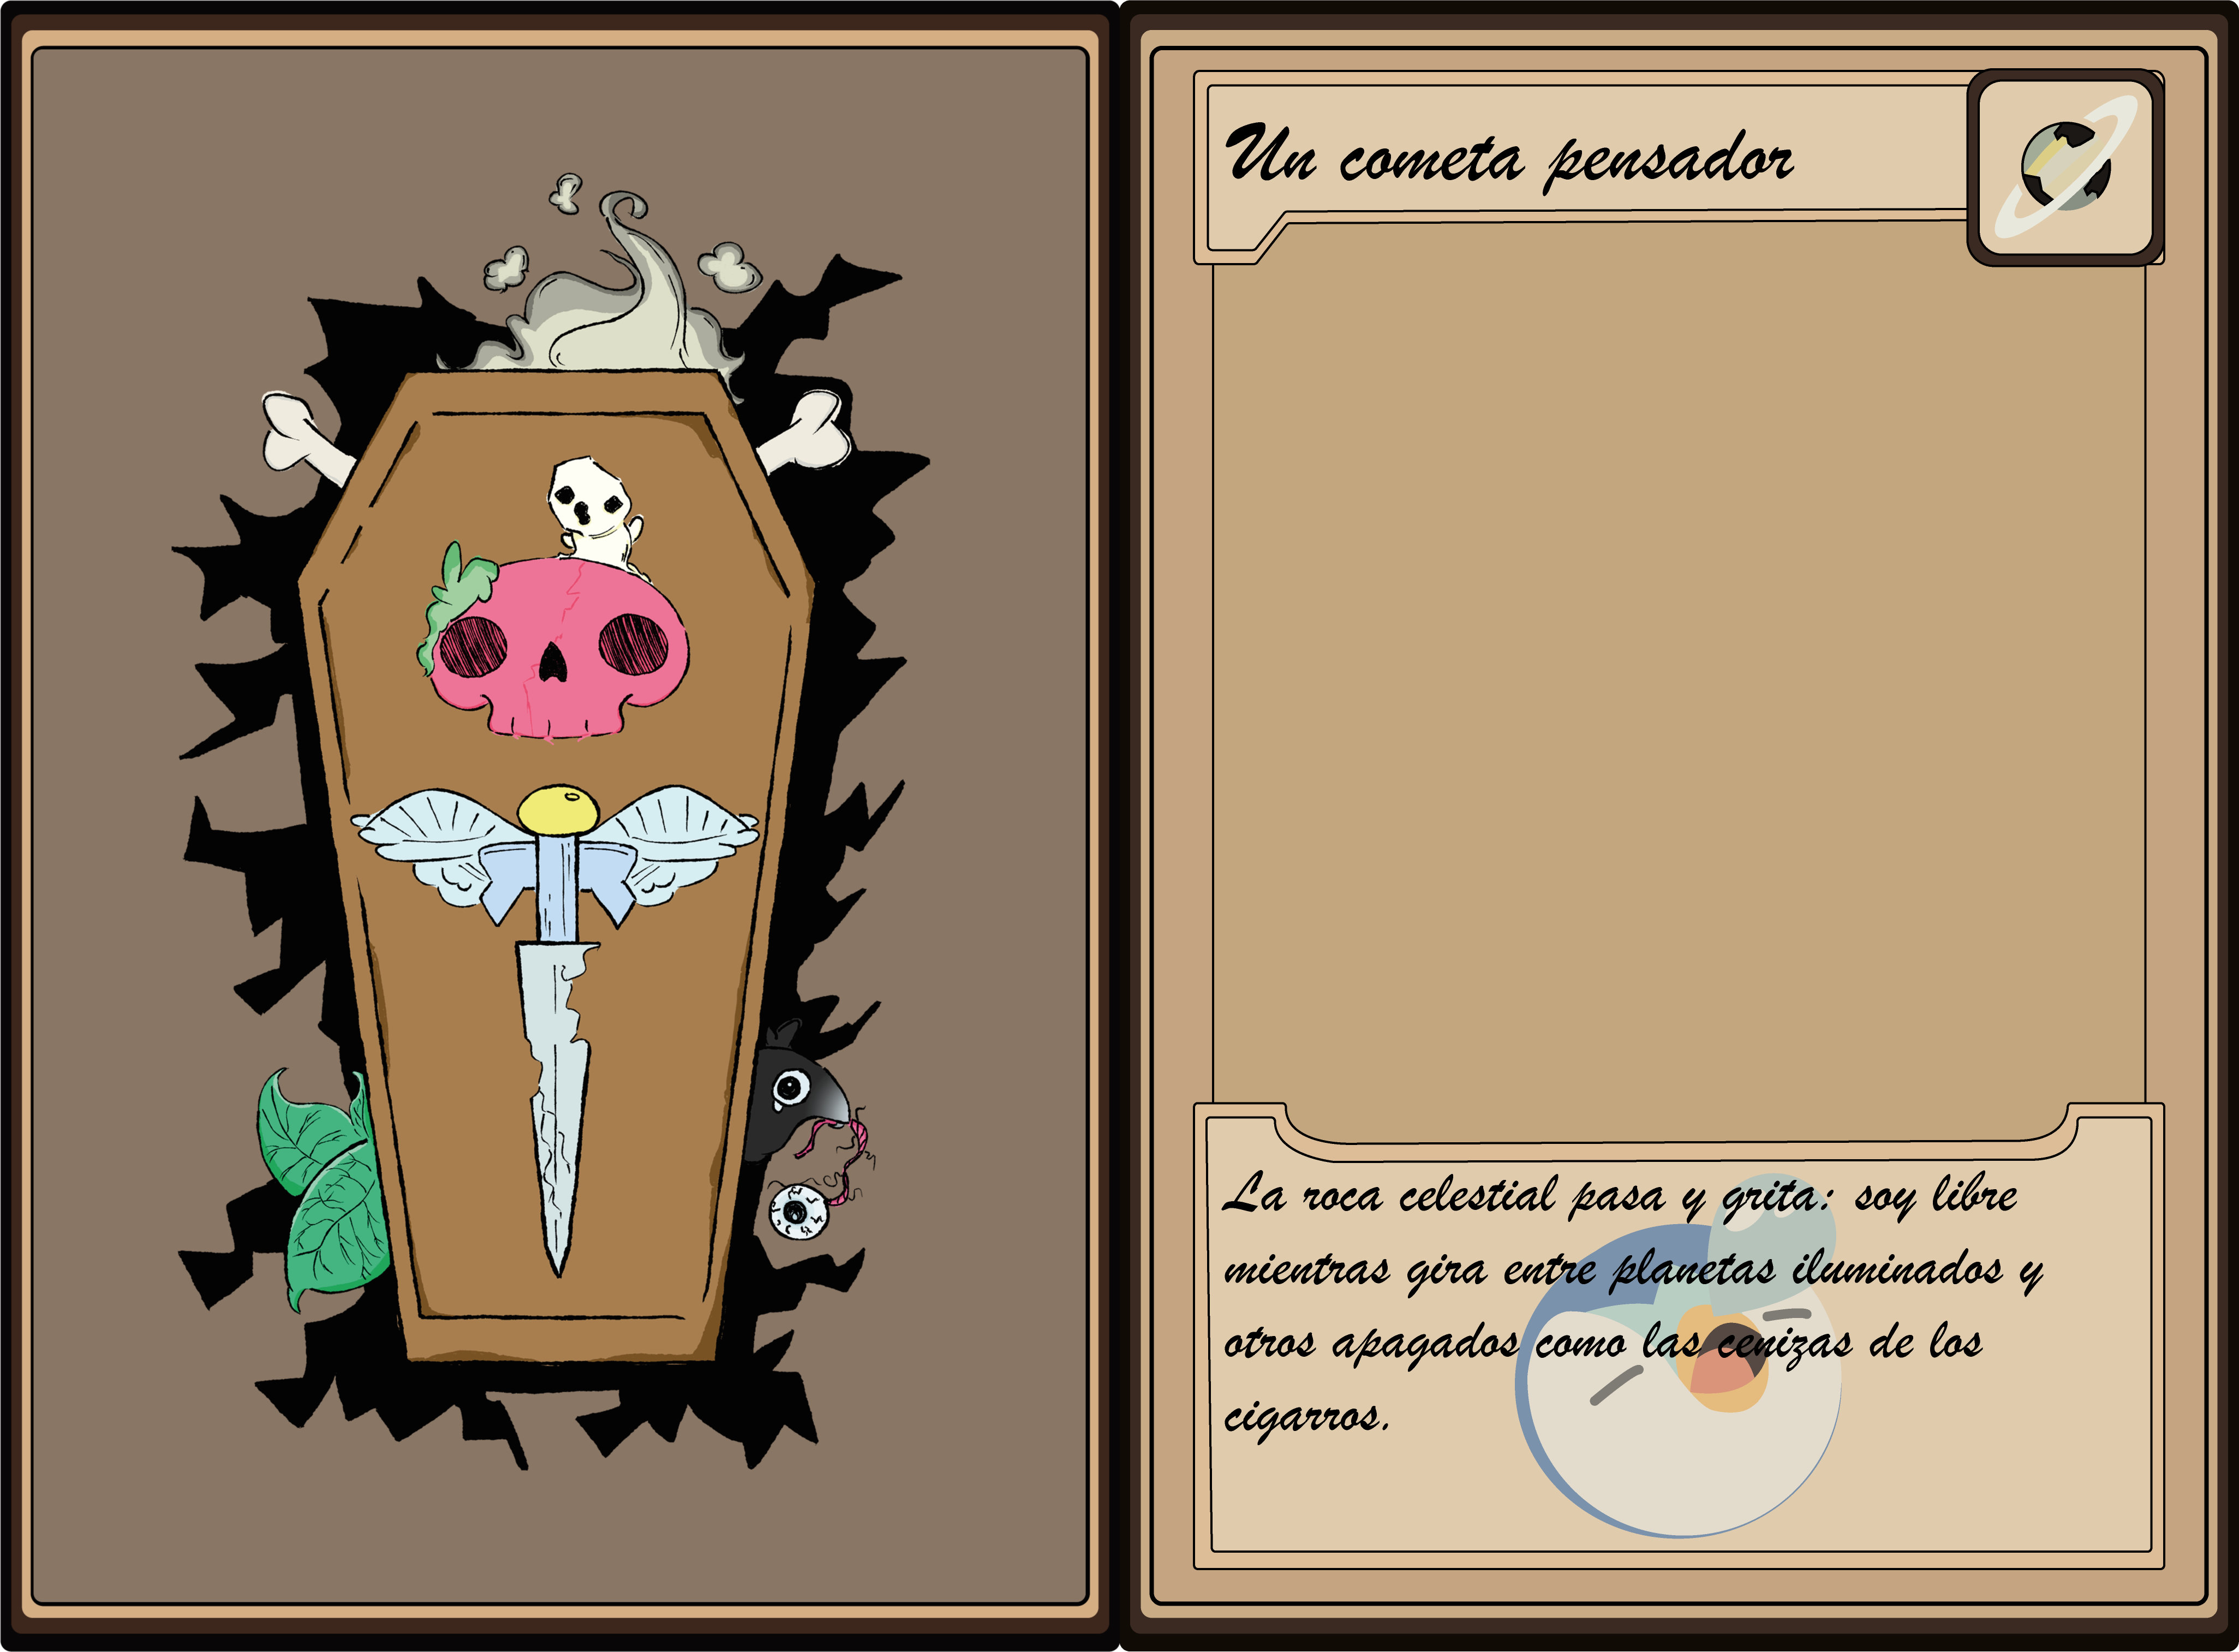 Un cometa pensador
La roca celestial pasa y grita: soy libre
mientras gira entre planetas iluminados y
otros apagados como las cenizas de los
cigarros.